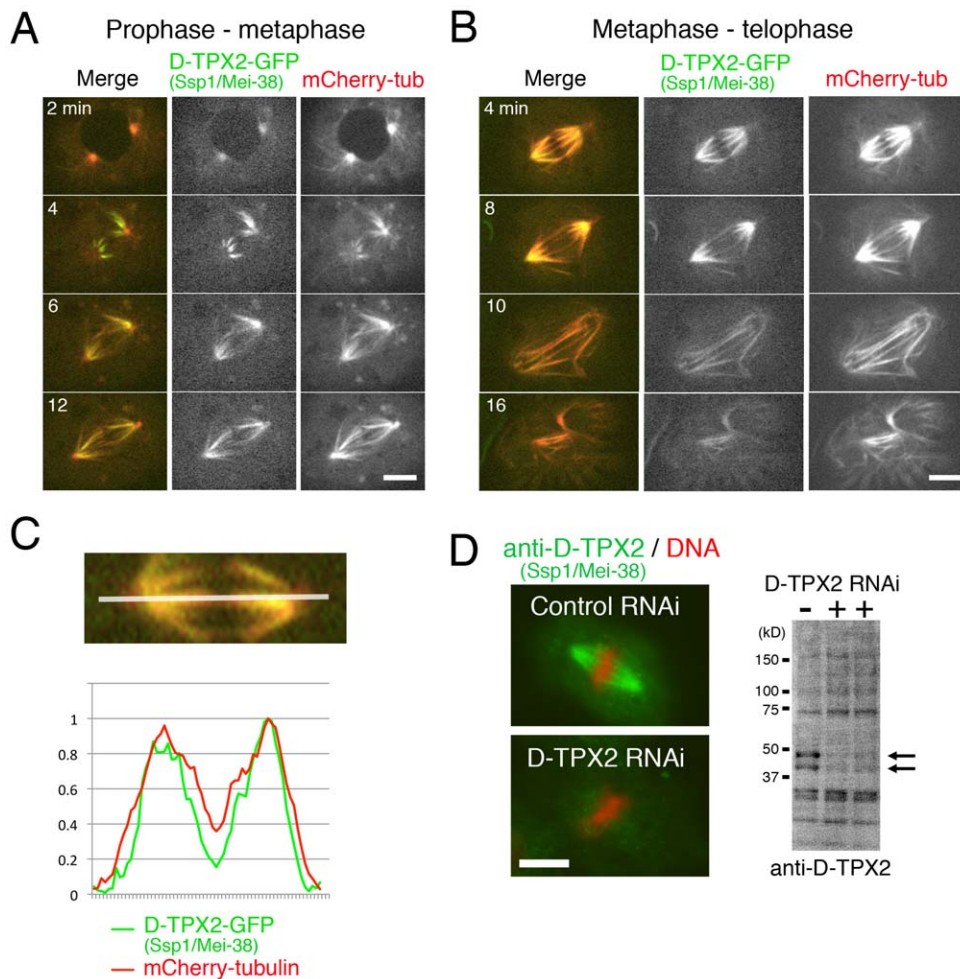 A
Prophase - metaphase
Merge
D-TPX2-GFP
(Ssp1/Mei-38)
mCherry-tub
2 min
4
6
12
B
Metaphase - telophase
Merge
D-TPX2-GFP
(Ssp1/Mei-38)
mCherry-tub
4 min
8
10
16
C
1
0.8
0.6
0.4
0.2
0
D-TPX2-GFP
(Ssp1/Mei-38)
mCherry-tubulin
D
anti-D-TPX2 / DNA
(Ssp1/Mei-38)
Control RNAi
D-TPX2 RNAi
D-TPX2 RNAi
- + +
(kD)
150
100
75
50
37
anti-D-TPX2